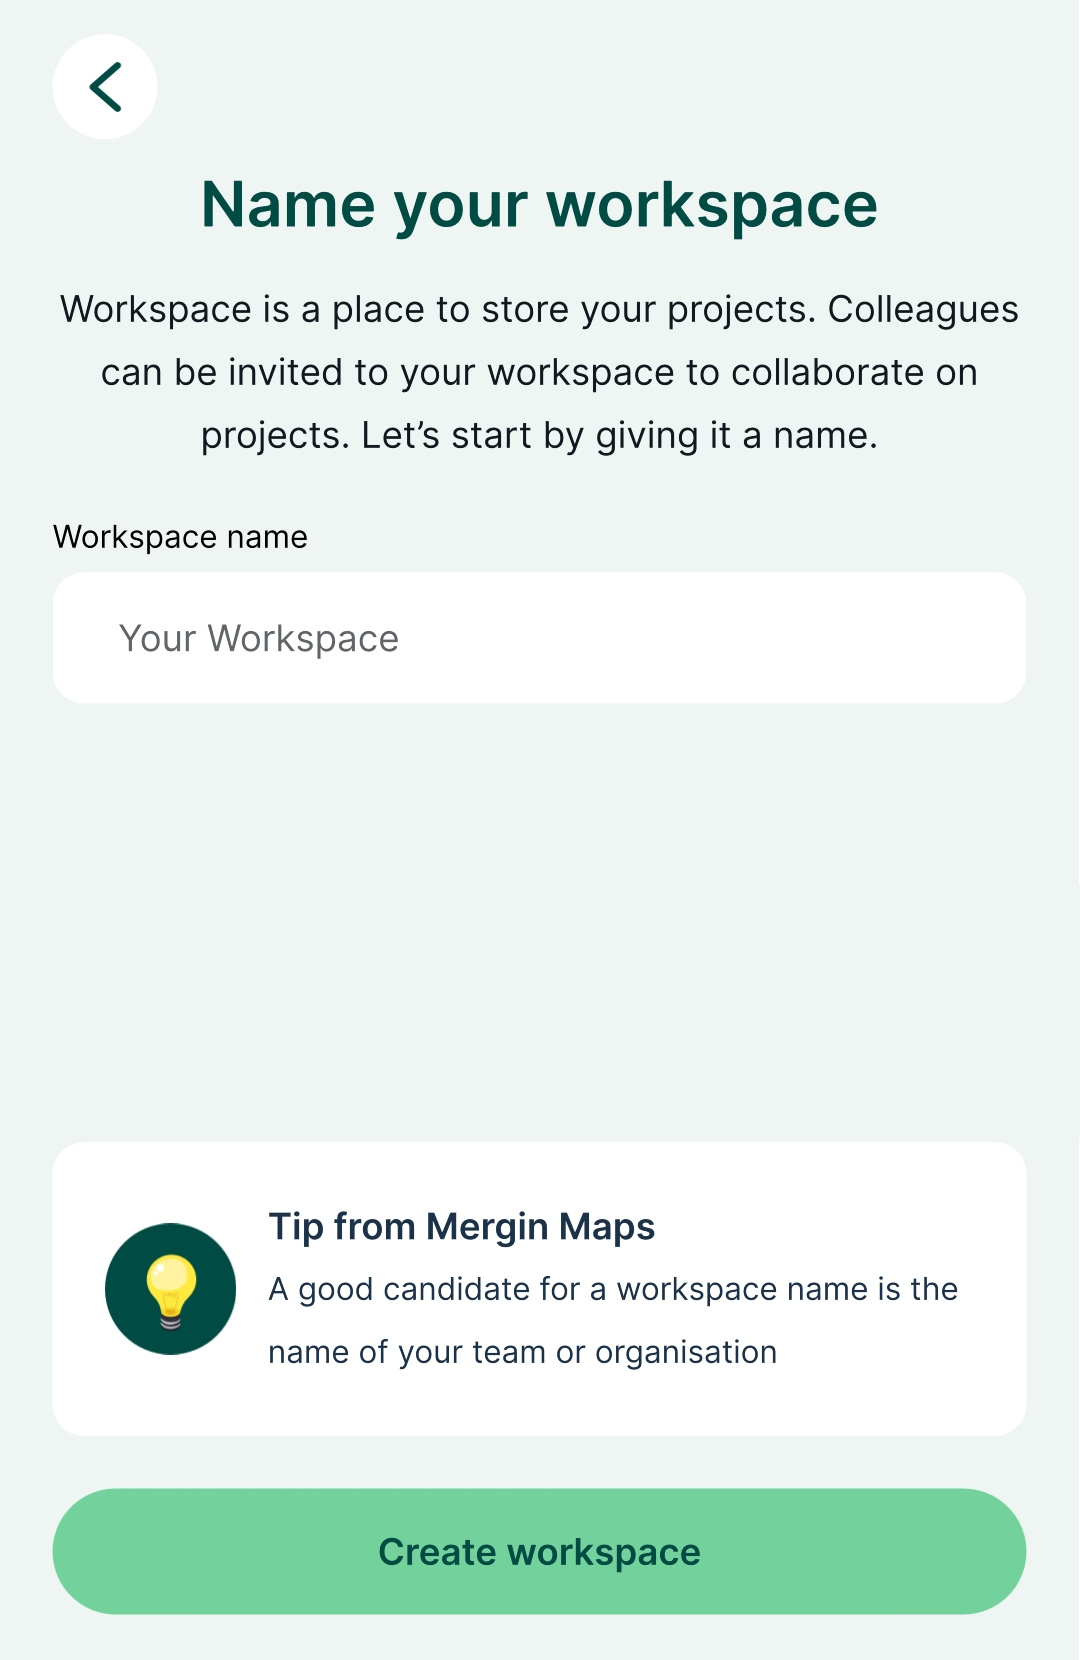 Name your workspace
Workspace is a place to store your projects. Colleagues
can be invited to your workspace to collaborate on
projects. Let’s start by giving it a name.
Workspace name
Your Workspace
Tip from Mergin Maps
A good candidate for a workspace name is the
name of your team or organisation
Create workspace